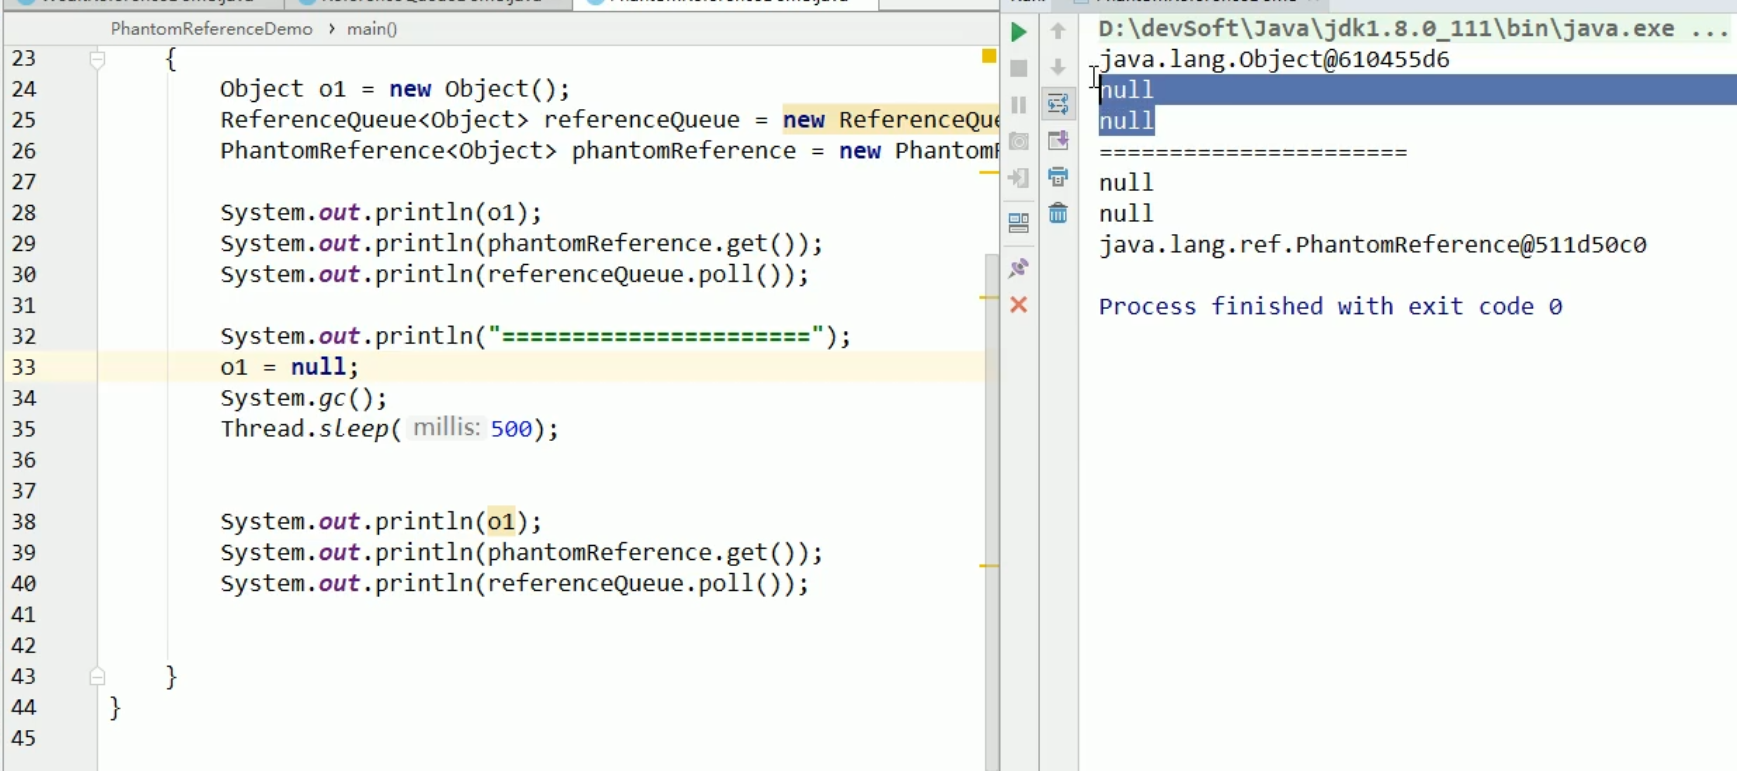 PhantomReferenceDemo › main()
23 {
24 Object o1 = new Object();
25 ReferenceQueue<Object> referenceQueue = new ReferenceQue
26 PhantomReference<Object> phantomReference = new Phantom
27
28 System.out.println(o1);
29 System.out.println(phantomReference.get());
30 System.out.println(referenceQueue.poll());
31
32 System.out.println("======================");
33 o1 = null;
34 System.gc();
35 Thread.sleep( millis: 500);
36
37
38 System.out.println(o1);
39 System.out.println(phantomReference.get());
40 System.out.println(referenceQueue.poll());
41
42
43 }
44 }
45
D:\devSoft\Java\jdk1.8.0_111\bin\java.exe ...
java.lang.Object@610455d6
null
null
======================
null
null
java.lang.ref.PhantomReference@511d50c0
Process finished with exit code 0